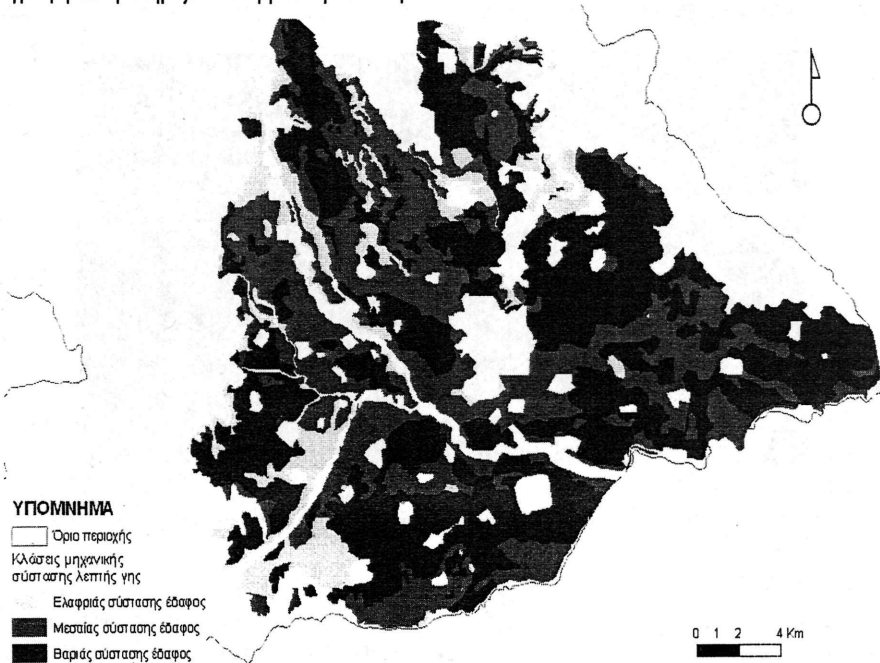 ΥΠΟΜΝΗΜΑ
Όριο περιοχής
Κλάσεις μηχανικής
σύστασης λεπτής γης
Ελαφριάς σύστασης έδαφος
Μεσαίας σύστασης έδαφος
Βαριάς σύστασης έδαφος
0 1 2 4 Km